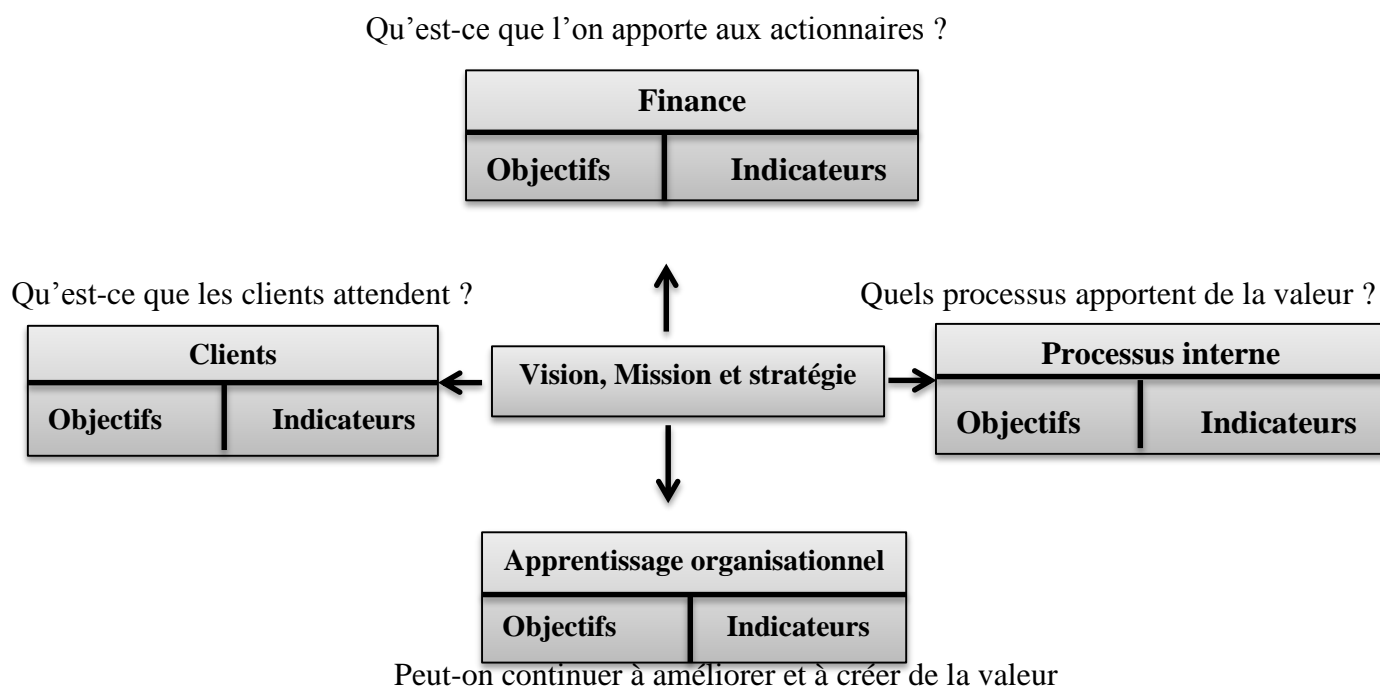 Qu’est-ce que l’on apporte aux actionnaires ?
Finance
Objectifs Indicateurs
Qu’est-ce que les clients attendent ?
Quels processus apportent de la valeur ?
Clients
Objectifs Indicateurs
Vision, Mission et stratégie
Processus interne
Objectifs Indicateurs
Apprentissage organisationnel
Objectifs Indicateurs
Peut-on continuer à améliorer et à créer de la valeur